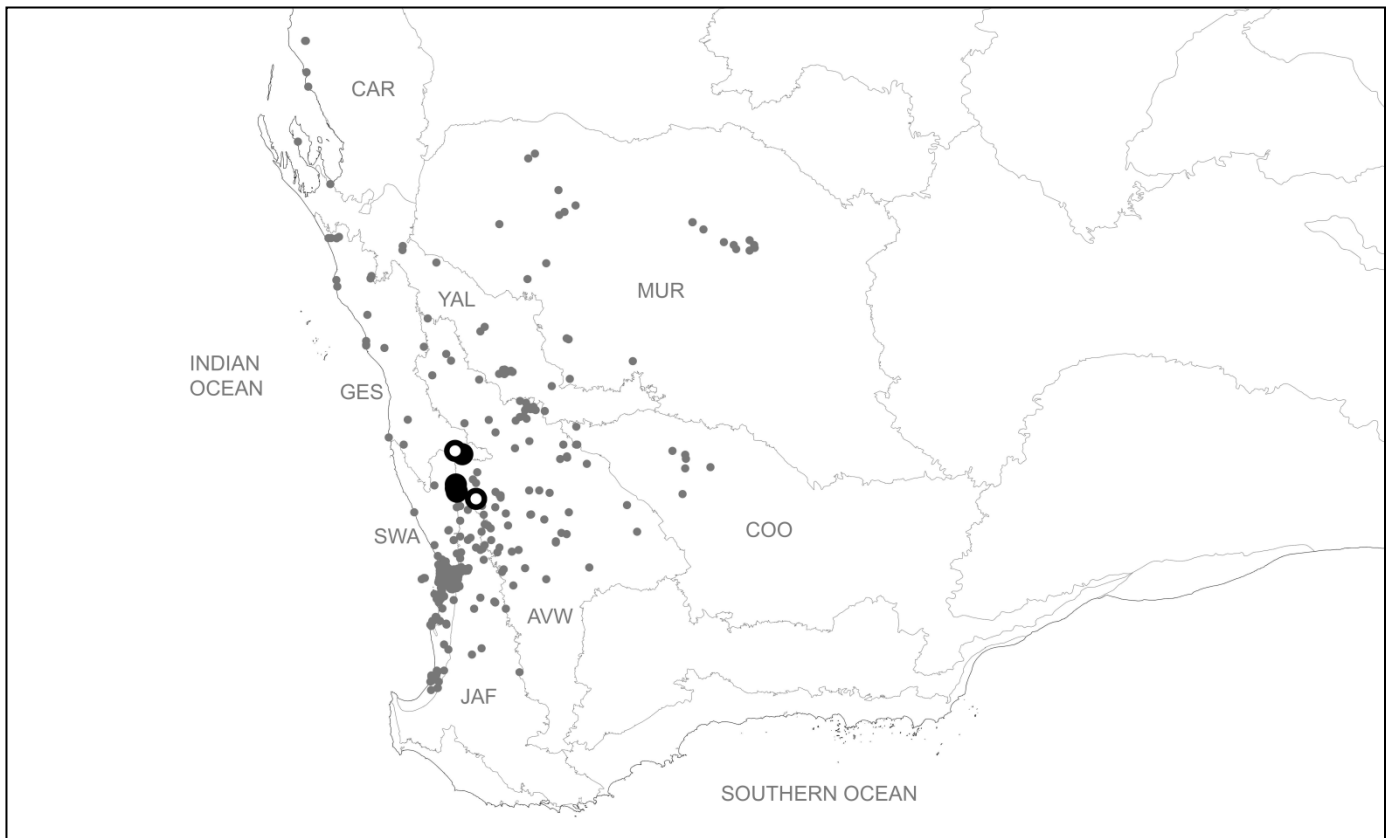 CAR
MUR
YAL
INDIAN
OCEAN
GES
SWA
COO
AVW
JAF
SOUTHERN OCEAN